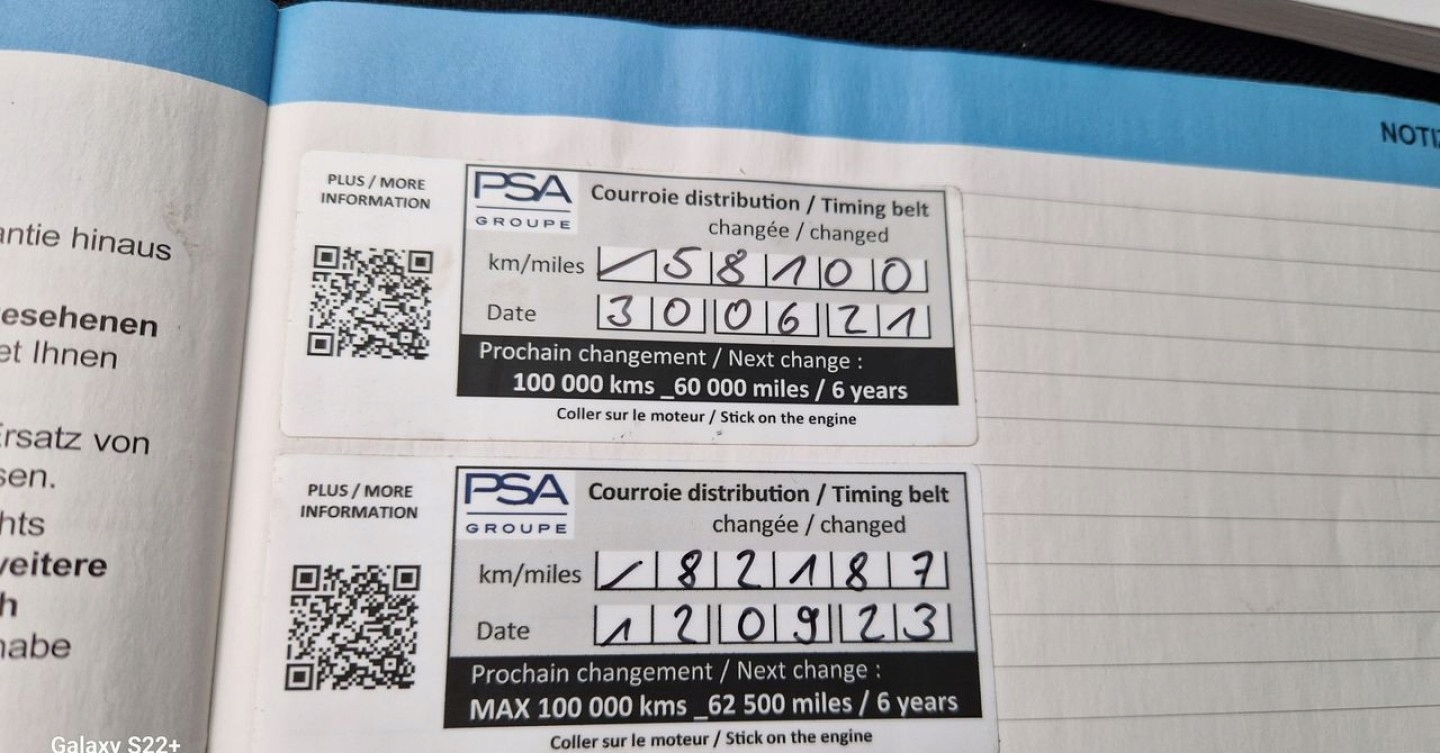 NOTIZ
antie hinaus
esehenen
et Ihnen
Ersatz von
sen.
hts
weitere
h
habe
PLUS / MORE
INFORMATION
PSA
GROUPE
Courroie distribution / Timing belt
changée / changed
km/miles 58100
Date 300621
Prochain changement / Next change :
100 000 kms _60 000 miles / 6 years
Coller sur le moteur / Stick on the engine
PLUS / MORE
INFORMATION
PSA
GROUPE
Courroie distribution / Timing belt
changée / changed
km/miles 82187
Date 120923
Prochain changement / Next change :
MAX 100 000 kms _62 500 miles / 6 years
Coller sur le moteur / Stick on the engine
Galaxy S22+